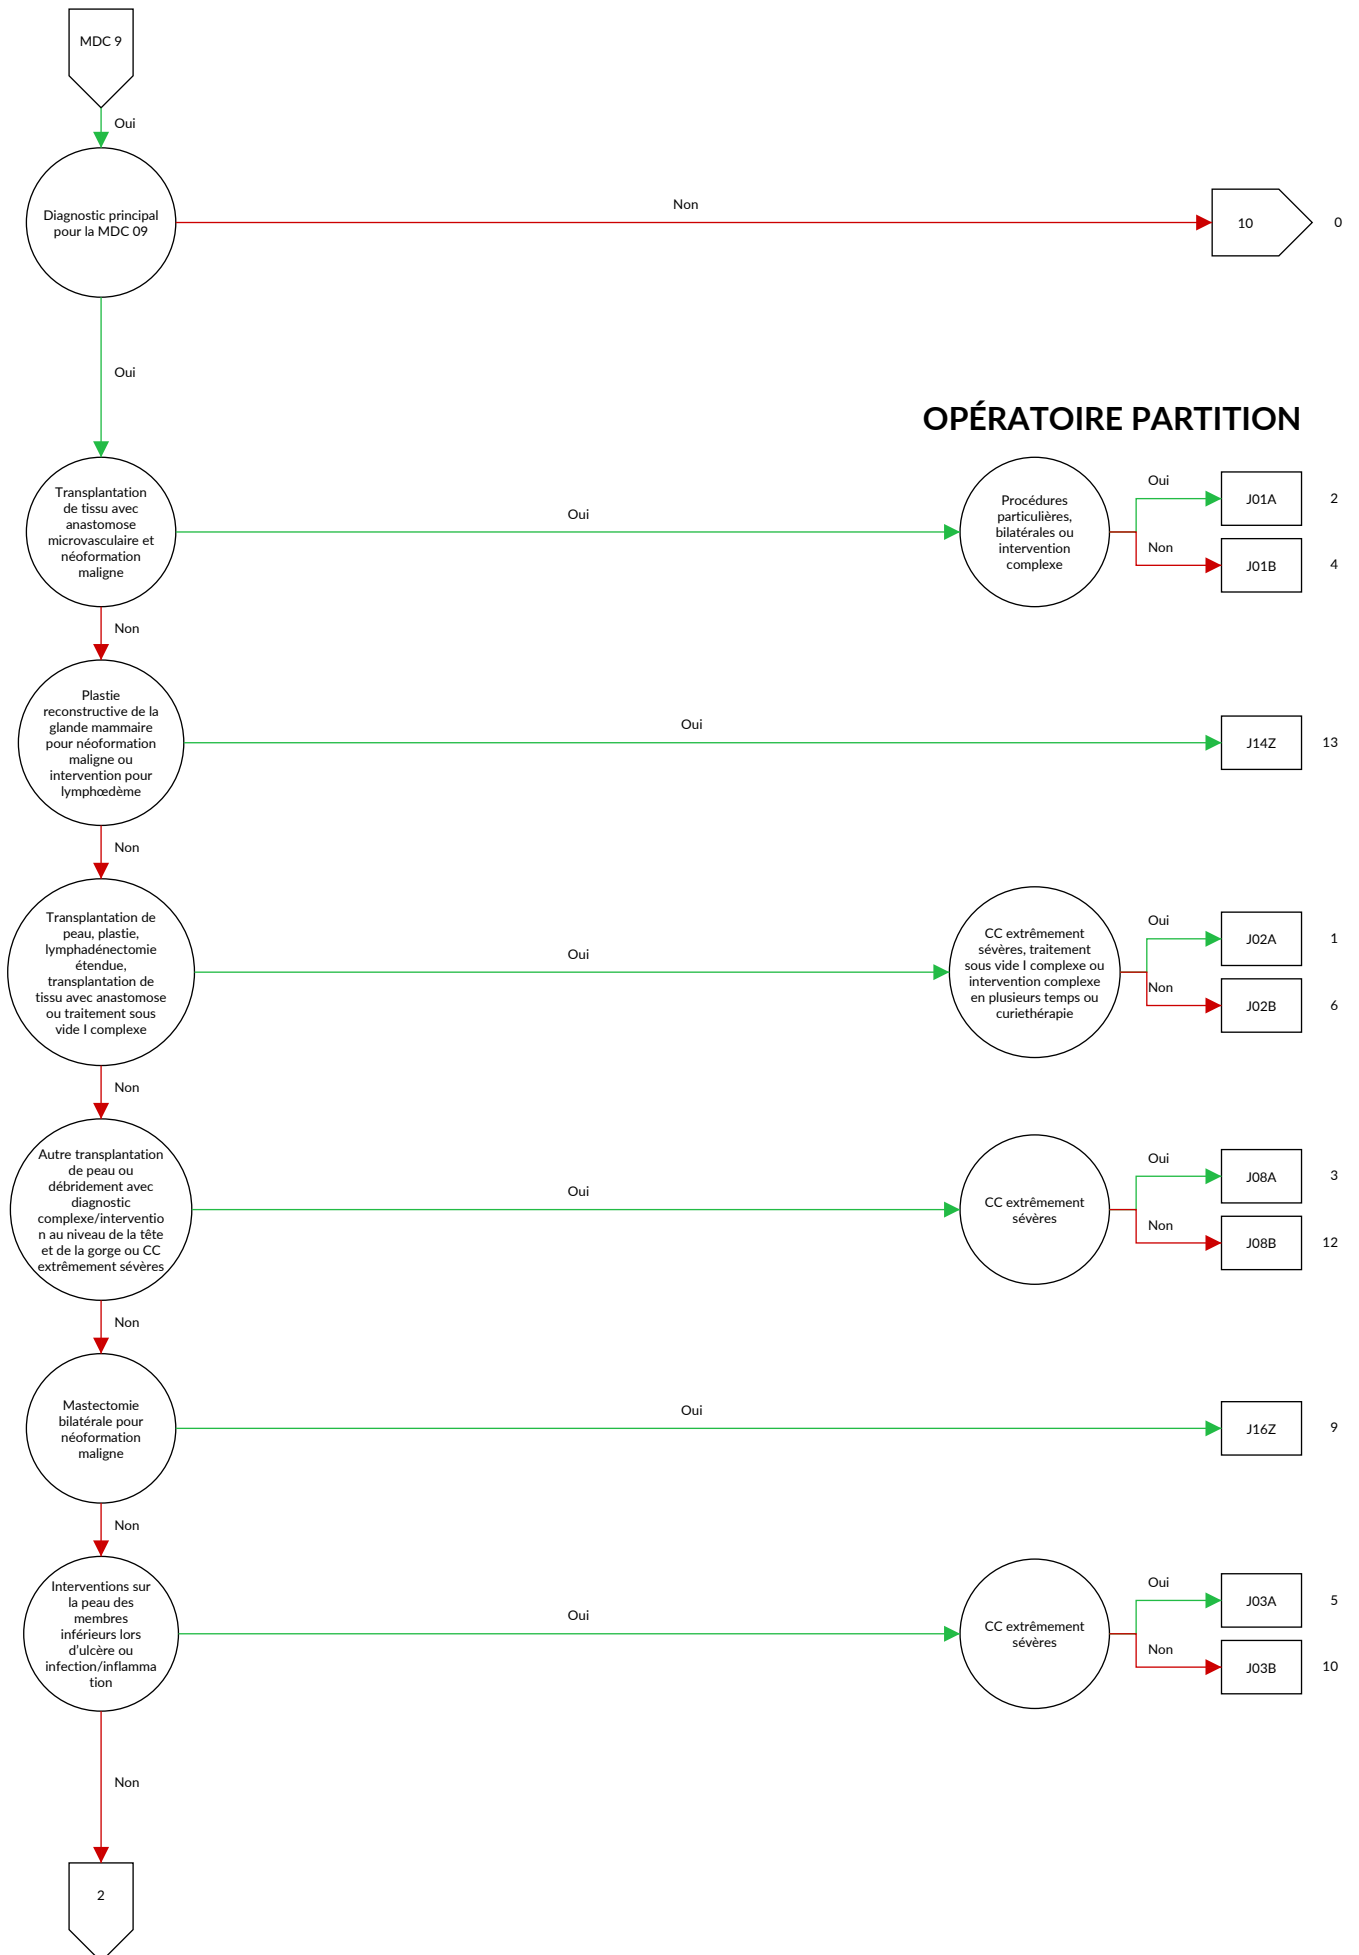 MDC 9
Oui
Diagnostic principal
pour la MDC 09
Non
10
0
Oui
OPÉRATOIRE PARTITION
Transplantation
de tissu avec
anastomose
microvasculaire et
néoformation
maligne
Oui
Procédures
particulières,
bilatérales ou
intervention
complexe
Oui
J01A
2
Non
J01B
4
Non
Plastie
reconstructive de la
glande mammaire
pour néoformation
maligne ou
intervention pour
lymphœdème
Oui
J14Z
13
Non
Transplantation de
peau, plastie,
lymphadénectomie
étendue,
transplantation de
tissu avec anastomose
ou traitement sous
vide I complexe
Oui
CC extrêmement
sévères, traitement
sous vide I complexe ou
intervention complexe
en plusieurs temps ou
curiethérapie
Oui
J02A
1
Non
J02B
6
Non
Autre transplantation
de peau ou
débridement avec
diagnostic
complexe/interventio
n au niveau de la tête
et de la gorge ou CC
extrêmement sévères
Oui
CC extrêmement
sévères
Oui
J08A
3
Non
J08B
12
Non
Mastectomie
bilatérale pour
néoformation
maligne
Oui
J16Z
9
Non
Interventions sur
la peau des
membres
inférieurs lors
d'ulcère ou
infection/inflamma
tion
Oui
CC extrêmement
sévères
Oui
J03A
5
Non
J03B
10
Non
2